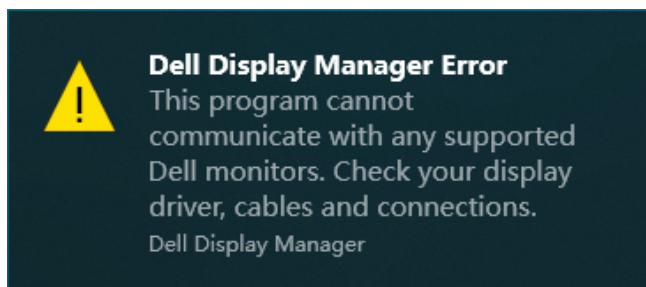 Dell Display Manager Error
This program cannot
communicate with any supported
Dell monitors. Check your display
driver, cables and connections.
Dell Display Manager